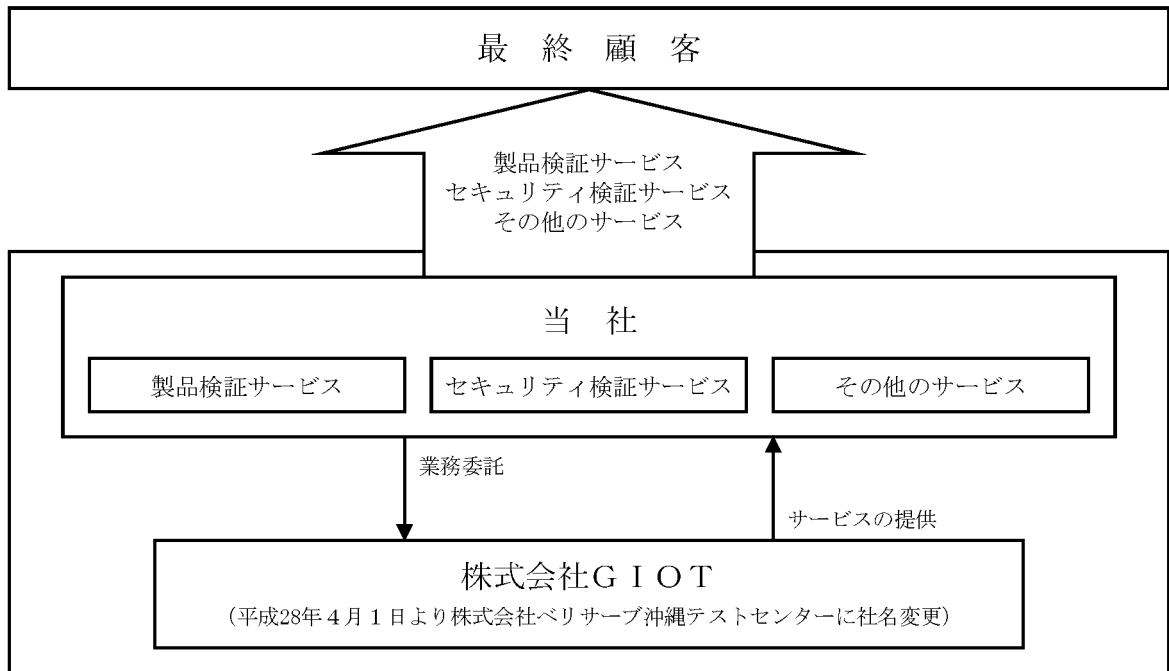 最 終 顧 客
製品検証サービス
セキュリティ検証サービス
その他のサービス
当 社
製品検証サービス
セキュリティ検証サービス
その他のサービス
業務委託
サービスの提供
株式会社ＧＩＯＴ
（平成28年４月１日より株式会社ベリサーブ沖縄テストセンターに社名変更）